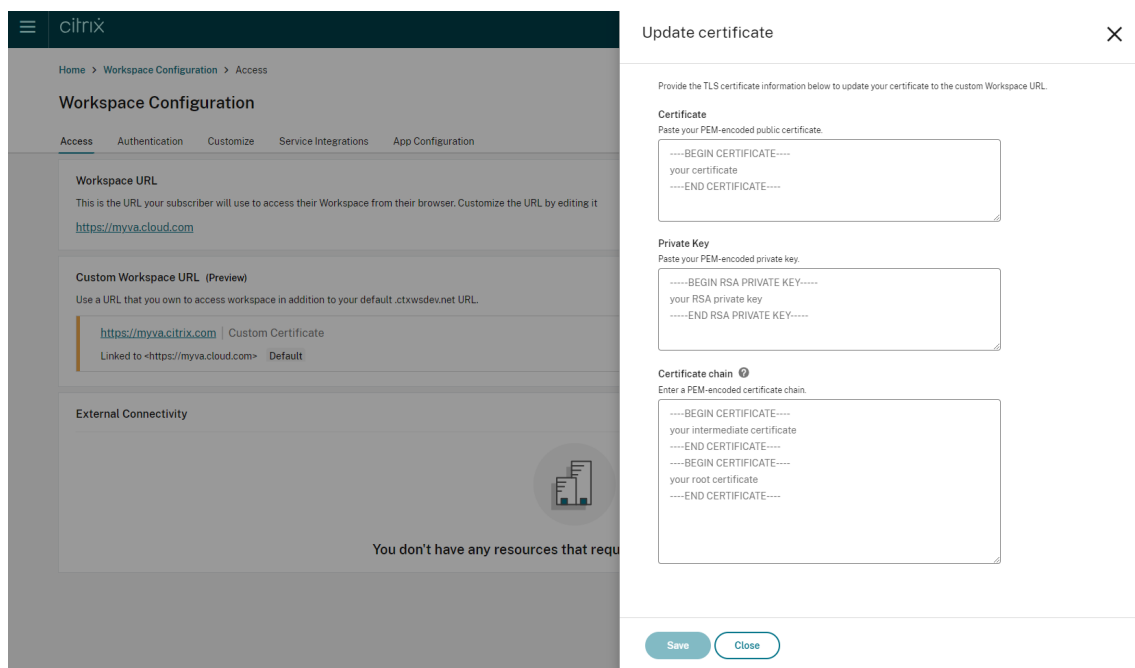 citrix
Home > Workspace Configuration > Access
Workspace Configuration
Access Authentication Customize Service Integrations App Configuration
Workspace URL
This is the URL your subscriber will use to access their Workspace from their browser. Customize the URL by editing it
https://myva.cloud.com
Custom Workspace URL (Preview)
Use a URL that you own to access workspace in addition to your default .ctxwsdev.net URL.
https://myva.citrix.com | Custom Certificate
Linked to <https://myva.cloud.com> Default
External Connectivity
You don't have any resources that requ
Update certificate
Provide the TLS certificate information below to update your certificate to the custom Workspace URL.
Certificate
Paste your PEM-encoded public certificate.
----BEGIN CERTIFICATE----
your certificate
----END CERTIFICATE----
Private Key
Paste your PEM-encoded private key.
-----BEGIN RSA PRIVATE KEY-----
your RSA private key
-----END RSA PRIVATE KEY-----
Certificate chain ?
Enter a PEM-encoded certificate chain.
----BEGIN CERTIFICATE----
your intermediate certificate
----END CERTIFICATE----
----BEGIN CERTIFICATE----
your root certificate
----END CERTIFICATE----
Save Close